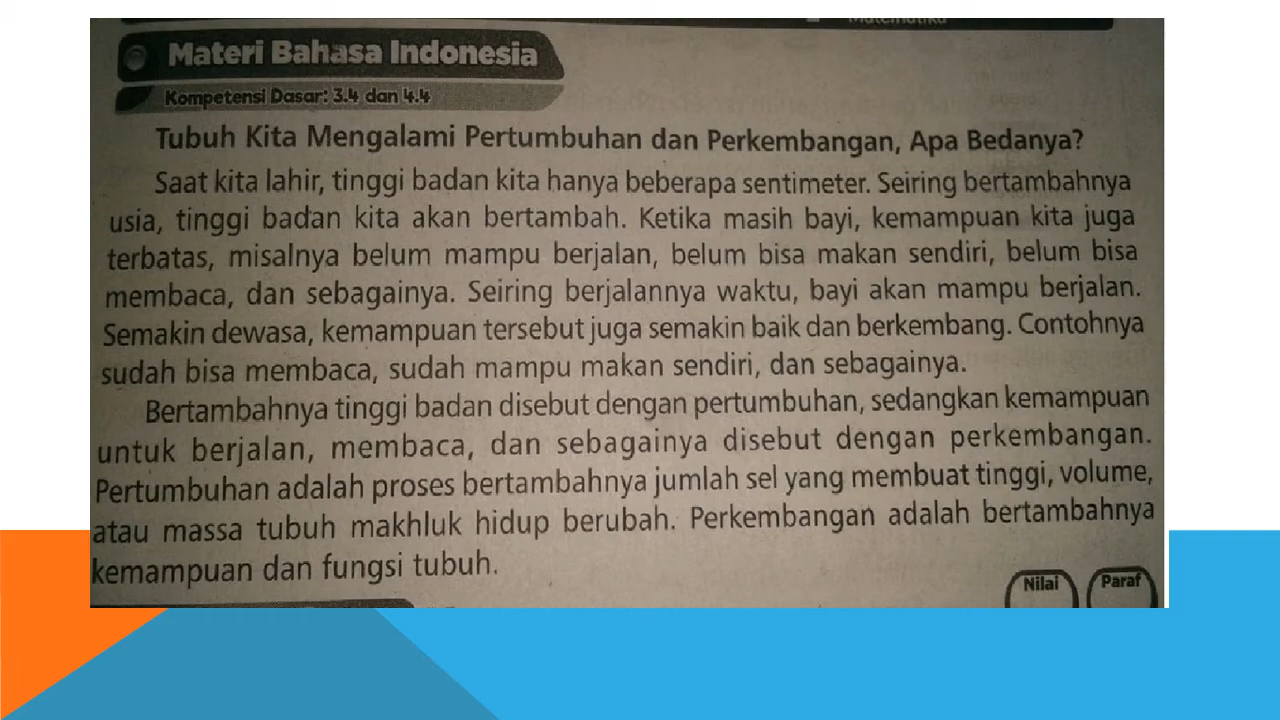 Matematika
Materi Bahasa Indonesia
Kompetensi Dasar: 3.4 dan 4.4
Tubuh Kita Mengalami Pertumbuhan dan Perkembangan, Apa Bedanya?
Saat kita lahir, tinggi badan kita hanya beberapa sentimeter. Seiring bertambahnya
usia, tinggi badan kita akan bertambah. Ketika masih bayi, kemampuan kita juga
terbatas, misalnya belum mampu berjalan, belum bisa makan sendiri, belum bisa
membaca, dan sebagainya. Seiring berjalannya waktu, bayi akan mampu berjalan.
Semakin dewasa, kemampuan tersebut juga semakin baik dan berkembang. Contohnya
sudah bisa membaca, sudah mampu makan sendiri, dan sebagainya.
Bertambahnya tinggi badan disebut dengan pertumbuhan, sedangkan kemampuan
untuk berjalan, membaca, dan sebagainya disebut dengan perkembangan.
Pertumbuhan adalah proses bertambahnya jumlah sel yang membuat tinggi, volume,
atau massa tubuh makhluk hidup berubah. Perkembangan adalah bertambahnya
kemampuan dan fungsi tubuh.
Nilai Paraf